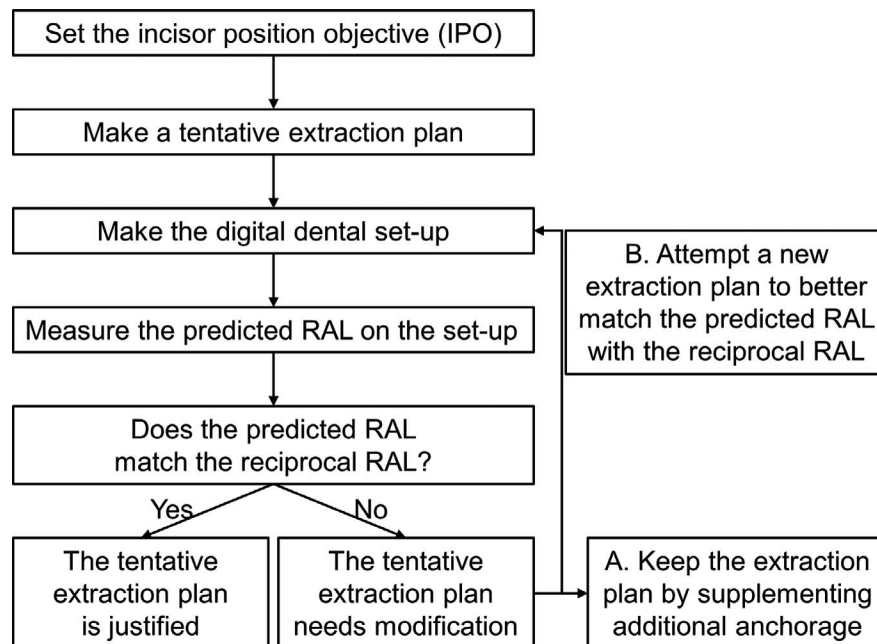 Set the incisor position objective (IPO)
Make a tentative extraction plan
Make the digital dental set-up
Measure the predicted RAL on the set-up
Does the predicted RAL
match the reciprocal RAL?
Yes
No
The tentative
extraction plan
is justified
The tentative
extraction plan
needs modification
A. Keep the extraction
plan by supplementing
additional anchorage
B. Attempt a new
extraction plan to better
match the predicted RAL
with the reciprocal RAL